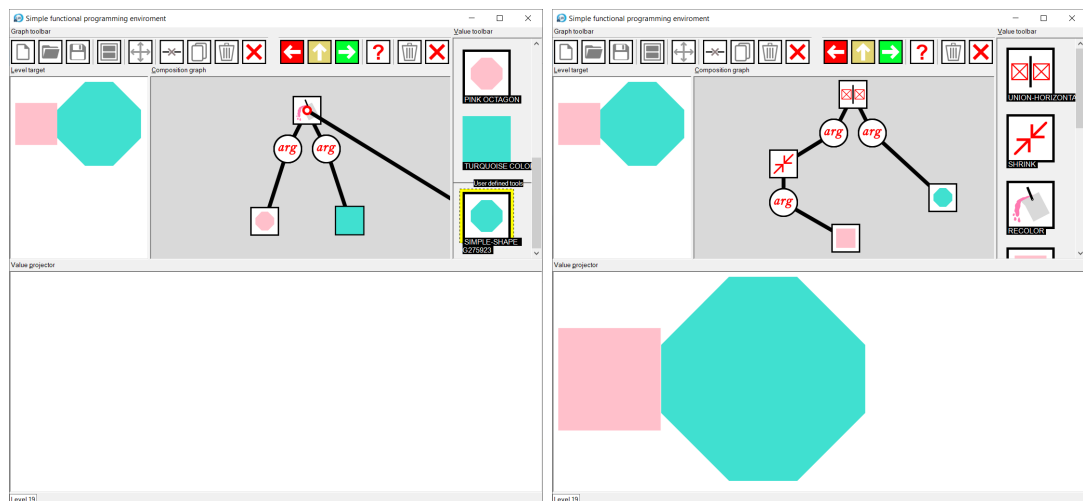 Simple functional programming enviroment
Graph toolbar
Value toolbar
?
Level target
Composition graph
arg
arg
PINK OCTAGON
TURQUOISE COLO
User defined tools
SIMPLE-SHAPE
G275923
Value projector
Level 19
Simple functional programming enviroment
Graph toolbar
Value toolbar
?
Level target
Composition graph
arg
arg
arg
UNION-HORIZONTA
SHRINK
RECOLOR
Value projector
Level 19